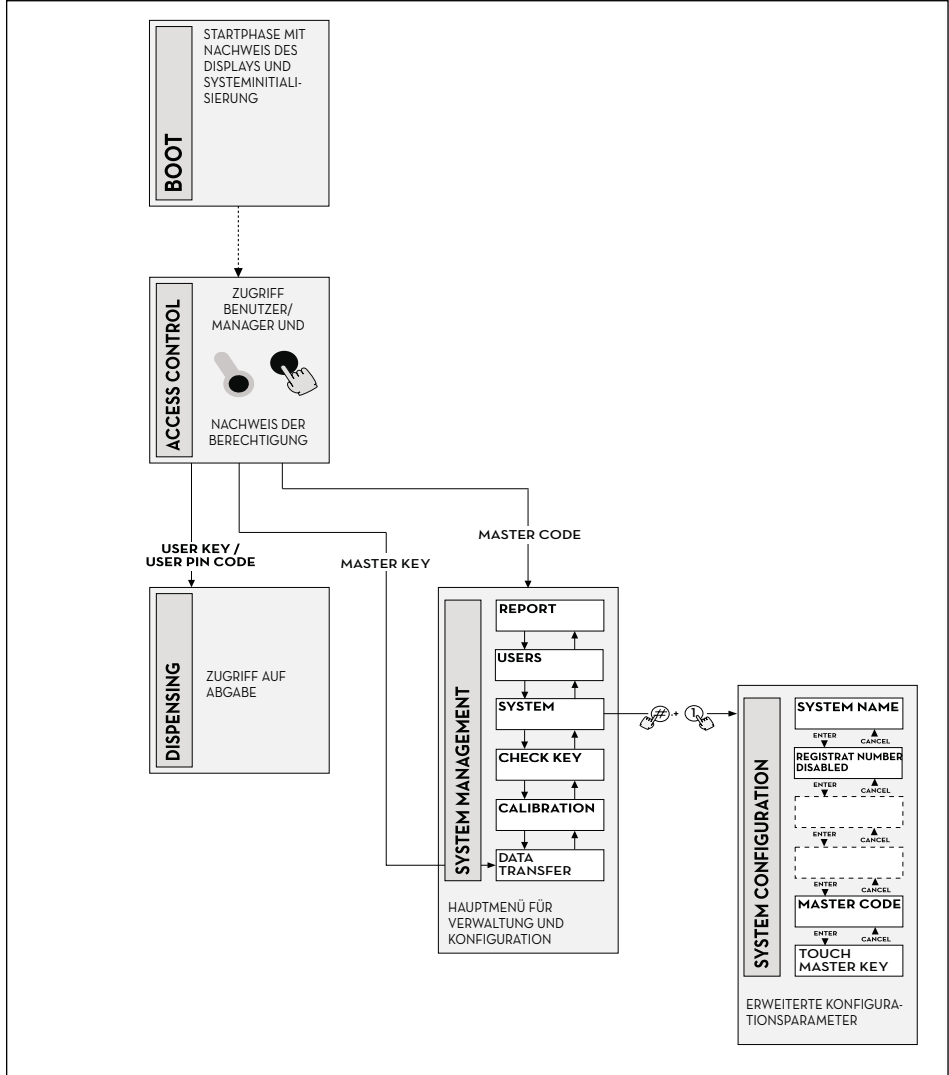 BOOT
STARTPHASE MIT
NACHWEIS DES
DISPLAYS UND
SYSTEMINITIALI-
SIERUNG
ACCESS CONTROL
ZUGRIFF
BENUTZER/
MANAGER UND
NACHWEIS DER
BERECHTIGUNG
USER KEY /
USER PIN CODE
MASTER KEY
MASTER CODE
DISPENSING
ZUGRIFF AUF
ABGABE
SYSTEM MANAGEMENT
REPORT
USERS
SYSTEM
CHECK KEY
CALIBRATION
DATA
TRANSFER
HAUPTMENÜ FÜR
VERWALTUNG UND
KONFIGURATION
# + 1
SYSTEM CONFIGURATION
SYSTEM NAME
ENTER CANCEL
REGISTRAT NUMBER
DISABLED
ENTER CANCEL
ENTER CANCEL
ENTER CANCEL
MASTER CODE
ENTER CANCEL
TOUCH
MASTER KEY
ERWEITERTE KONFIGURA-
TIONSPARAMETER